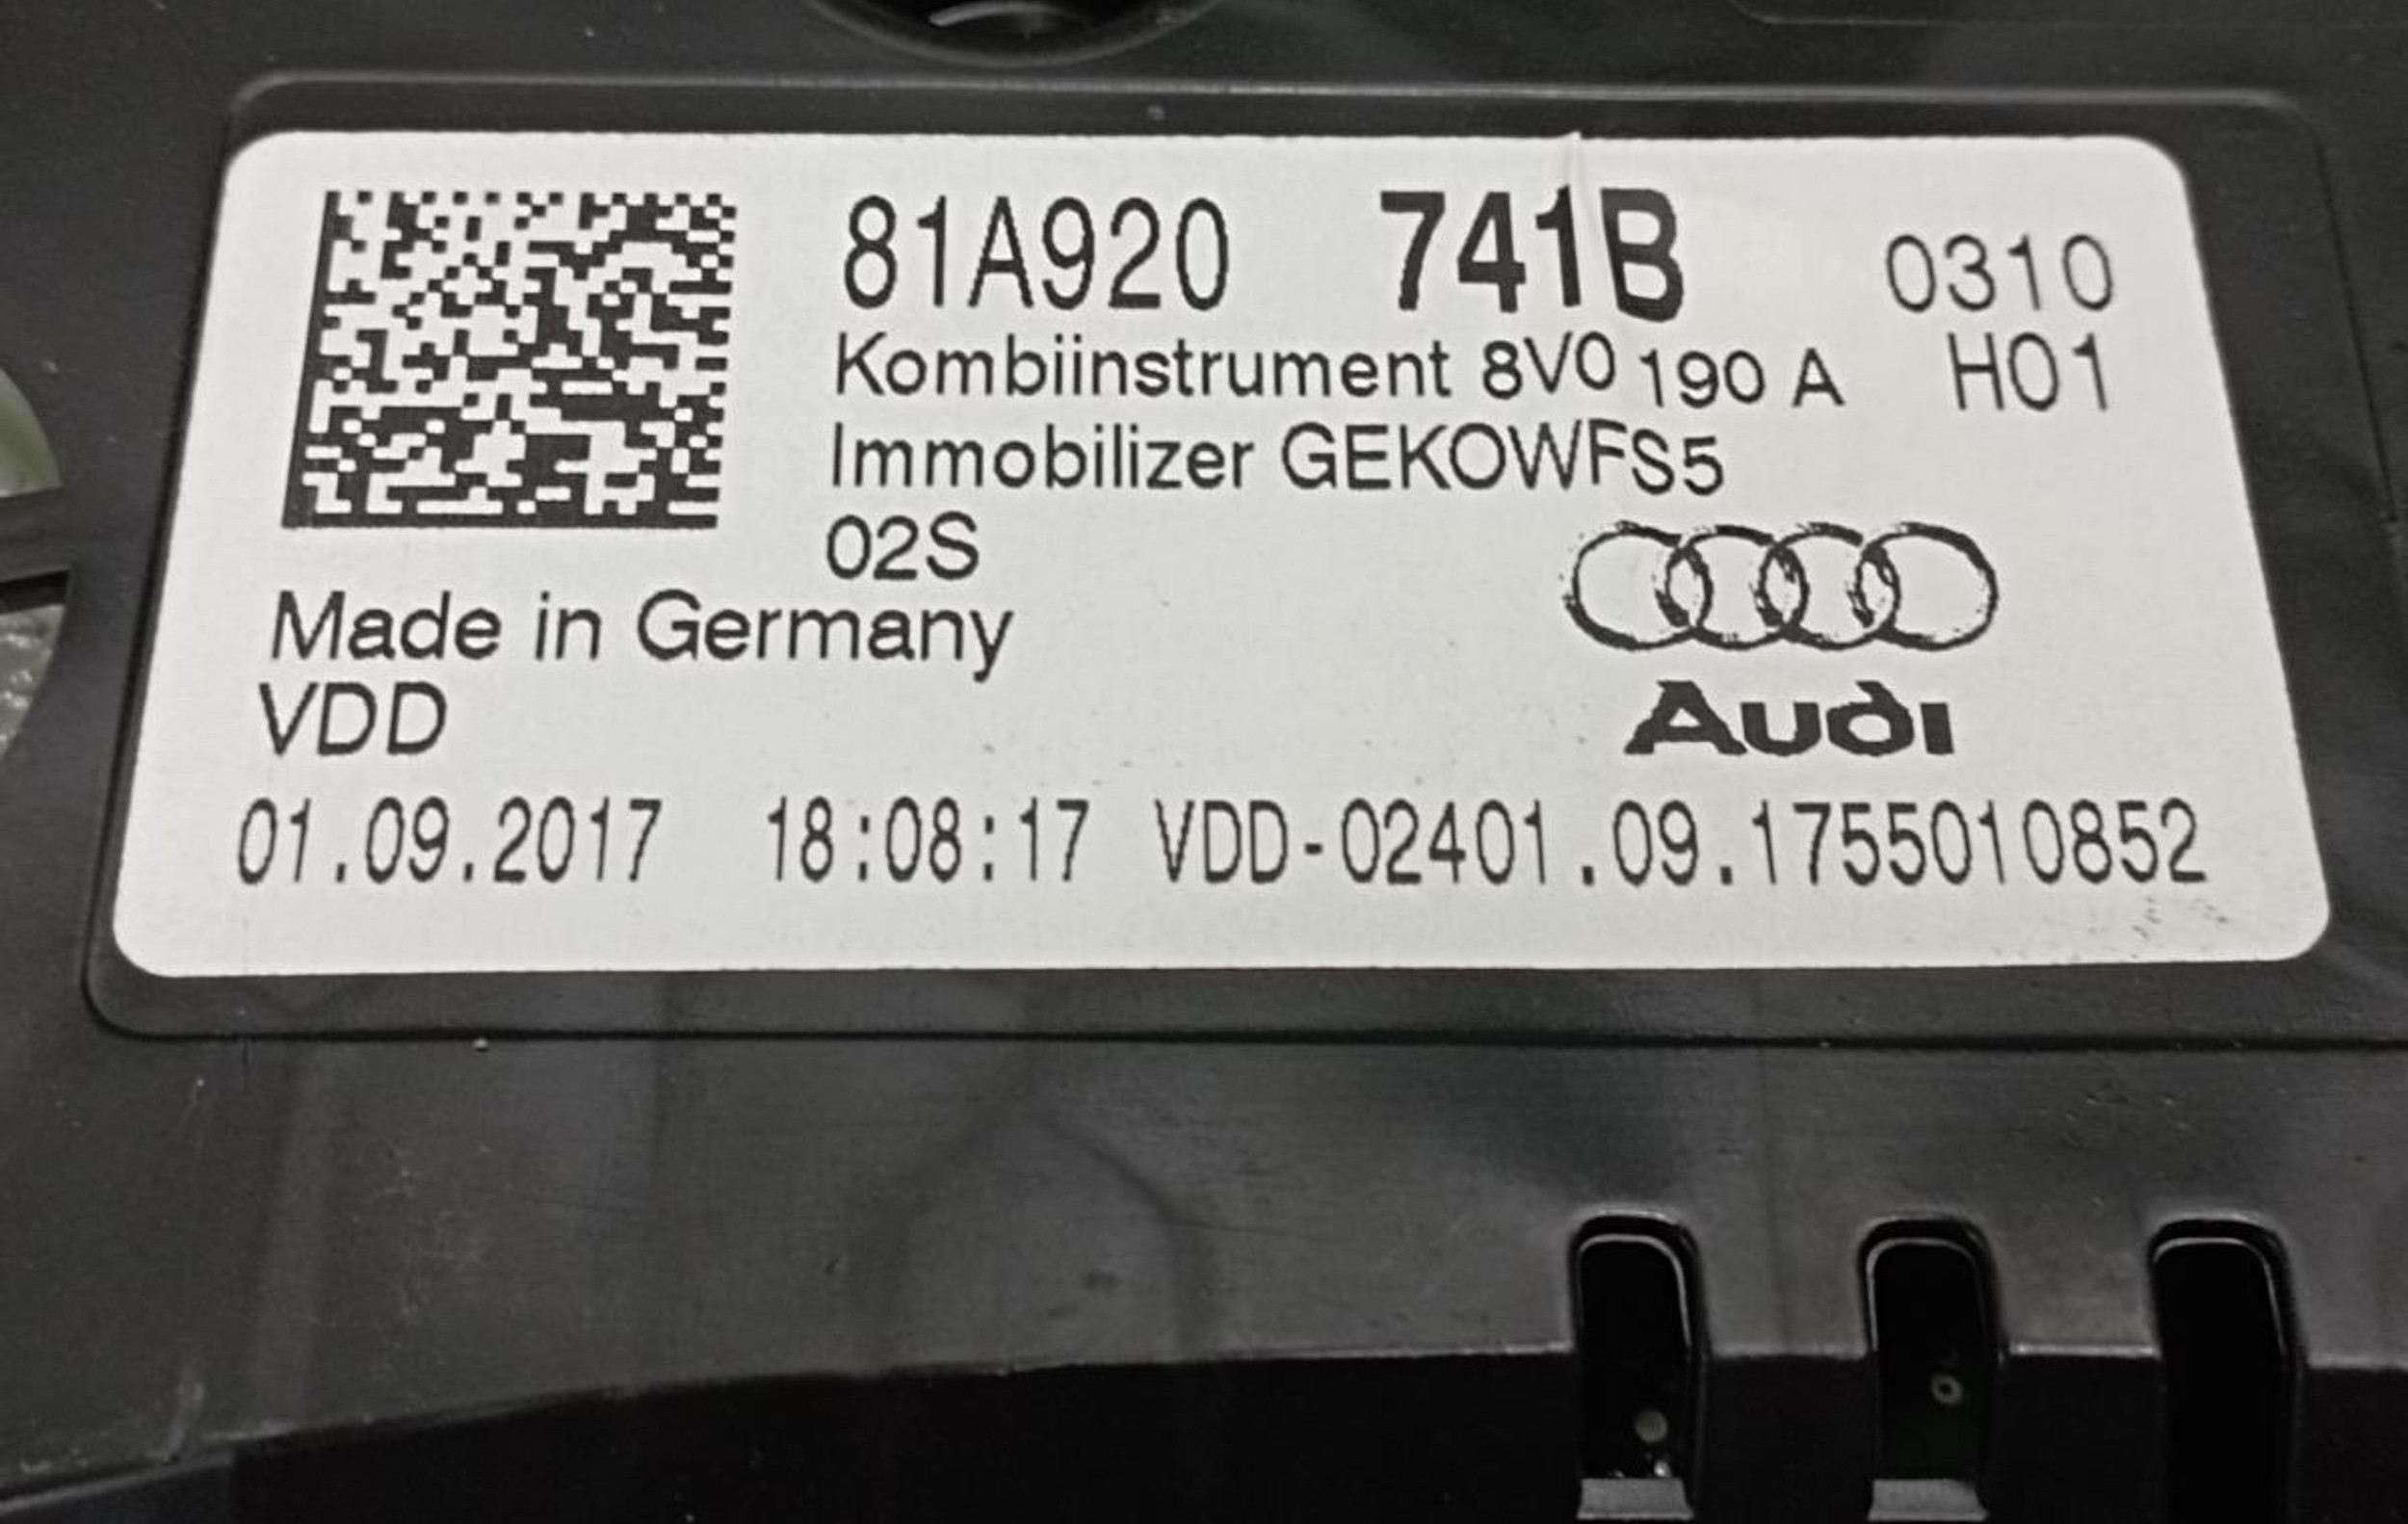 81A920 741B 0310
Kombiinstrument 8V0 190 A H01
Immobilizer GEKOWFS5
02S
Made in Germany
VDD
Audi
01.09.2017 18:08:17 VDD-02401.09.1755010852